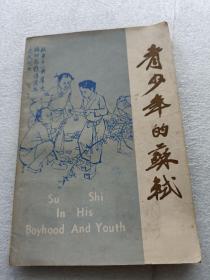 青少年的苏轼
Su Shi
In His
Boyhood And Youth